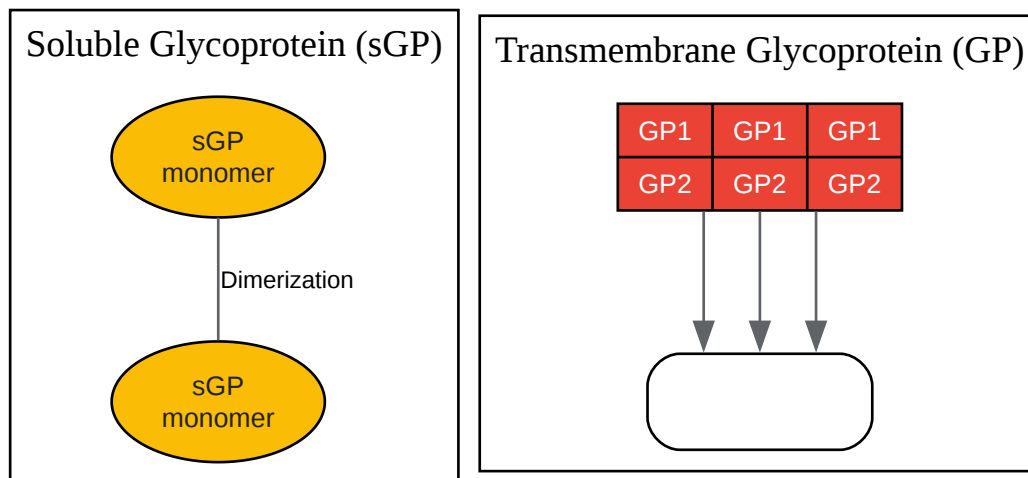 Soluble Glycoprotein (sGP)
sGP
monomer
Dimerization
sGP
monomer
Transmembrane Glycoprotein (GP)
GP1 GP1 GP1
GP2 GP2 GP2